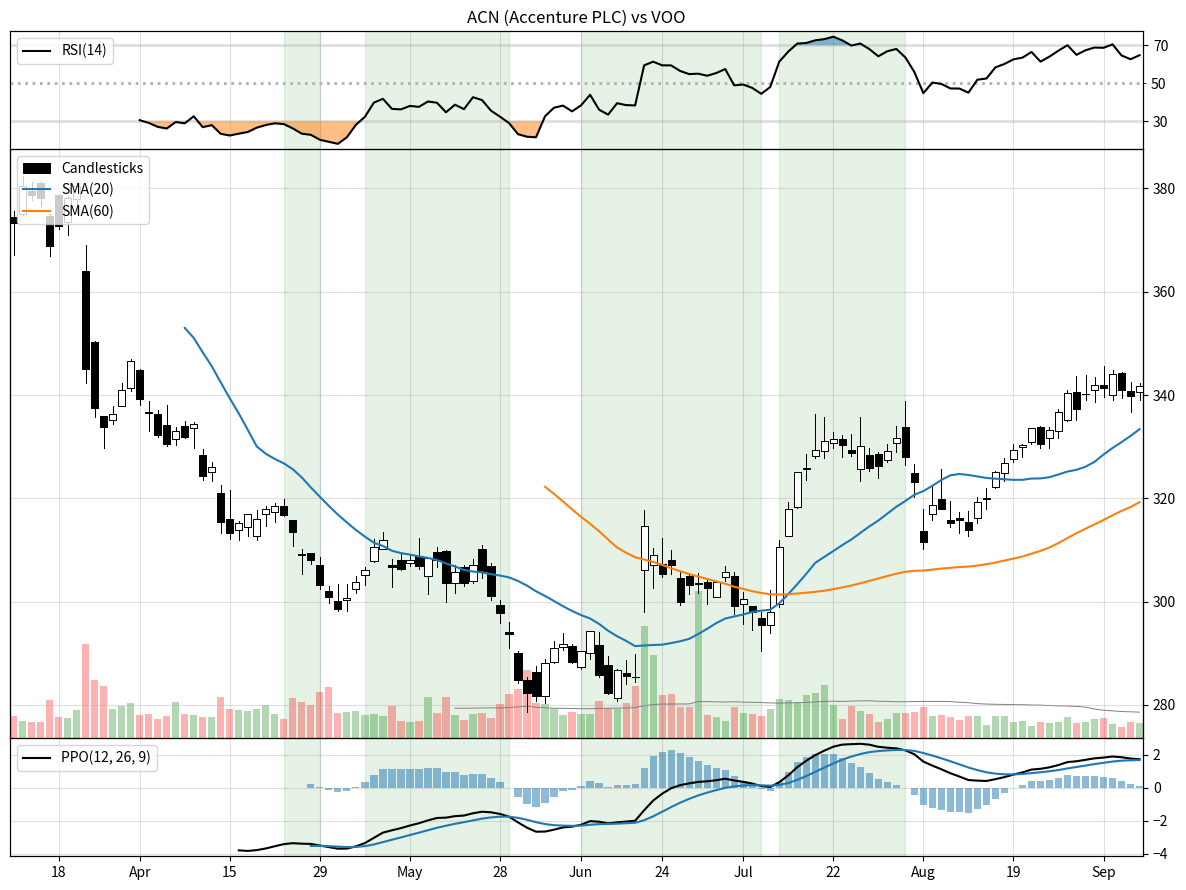 ACN (Accenture PLC) vs VOO
RSI(14)
70
50
30
Candlesticks
SMA(20)
SMA(60)
380
360
340
320
300
280
PPO(12, 26, 9)
2
0
−2
−4
18 Apr 15 29 May 28 Jun 24 Jul 22 Aug 19 Sep